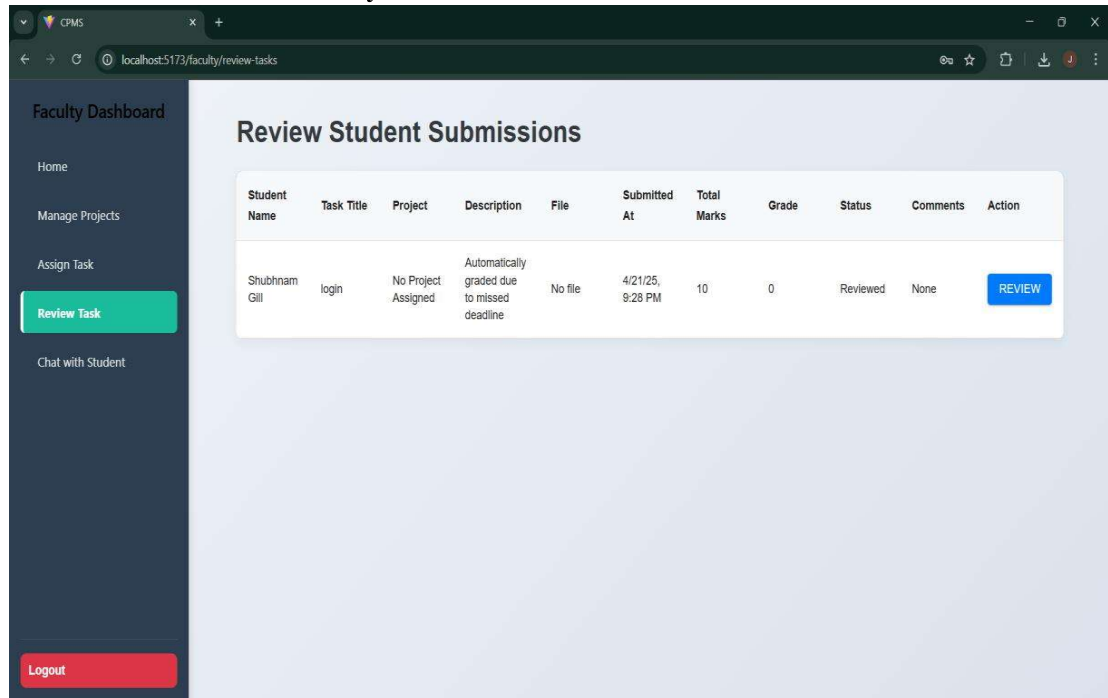 CPMS
localhost:5173/faculty/review-tasks
J
Faculty Dashboard
Home
Manage Projects
Assign Task
Review Task
Chat with Student
Logout
Review Student Submissions
Student Name Task Title Project Description File Submitted At Total Marks Grade Status Comments Action
Shubhnam Gill login No Project Assigned Automatically graded due to missed deadline No file 4/21/25, 9:28 PM 10 0 Reviewed None REVIEW